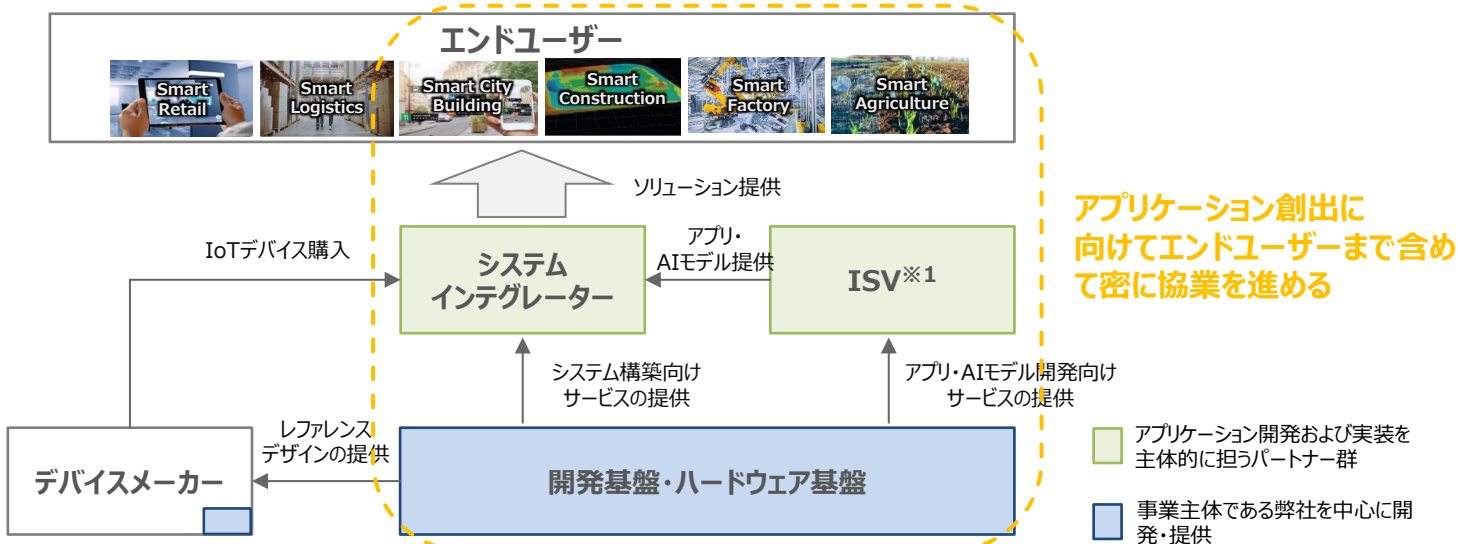 エンドユーザー
Smart
Retail
Smart
Logistics
Smart City
Building
Smart
Construction
Smart
Factory
Smart
Agriculture
ソリューション提供
アプリケーション創出に
向けてエンドユーザーまで含め
て密に協業を進める
IoTデバイス購入
システム
インテグレーター
アプリ・
AIモデル提供
ISV※1
システム構築向け
サービスの提供
アプリ・AIモデル開発向け
サービスの提供
デバイスメーカー
レファレンス
デザインの提供
開発基盤・ハードウェア基盤
アプリケーション開発および実装を
主体的に担うパートナー群
事業主体である弊社を中心に開
発・提供